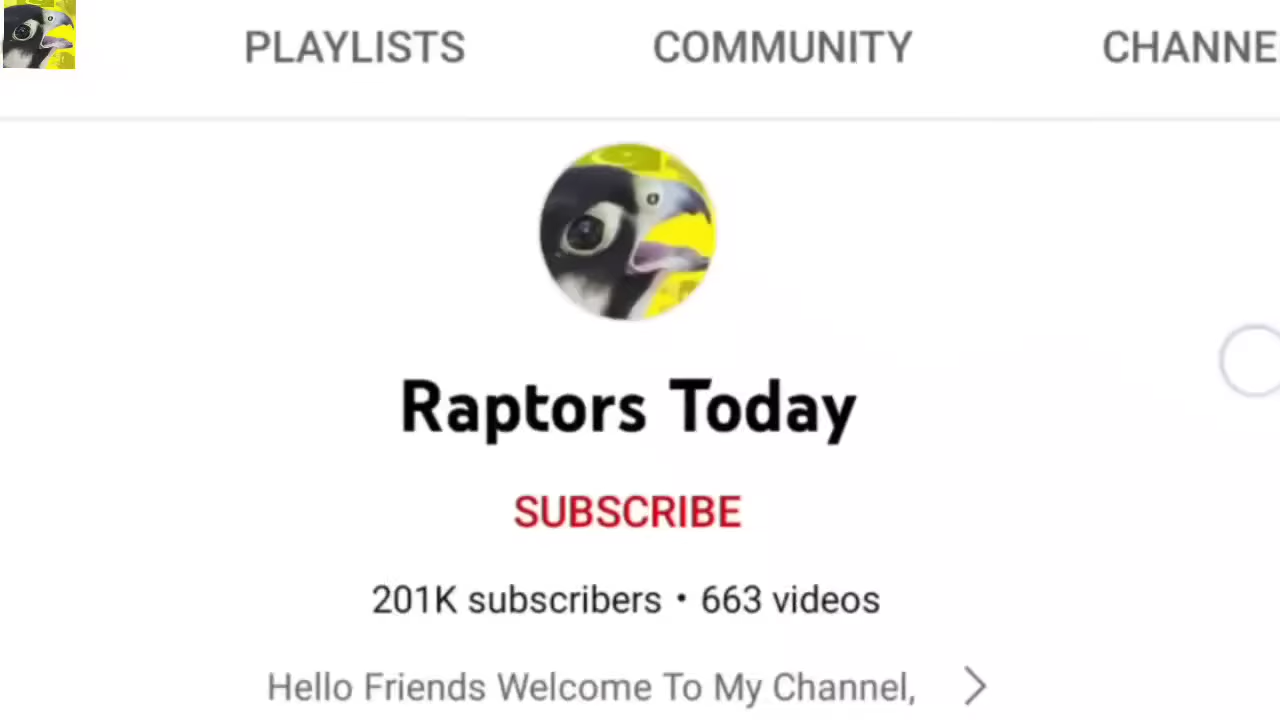 PLAYLISTS COMMUNITY CHANNE
Raptors Today
SUBSCRIBE
201K subscribers • 663 videos
Hello Friends Welcome To My Channel,